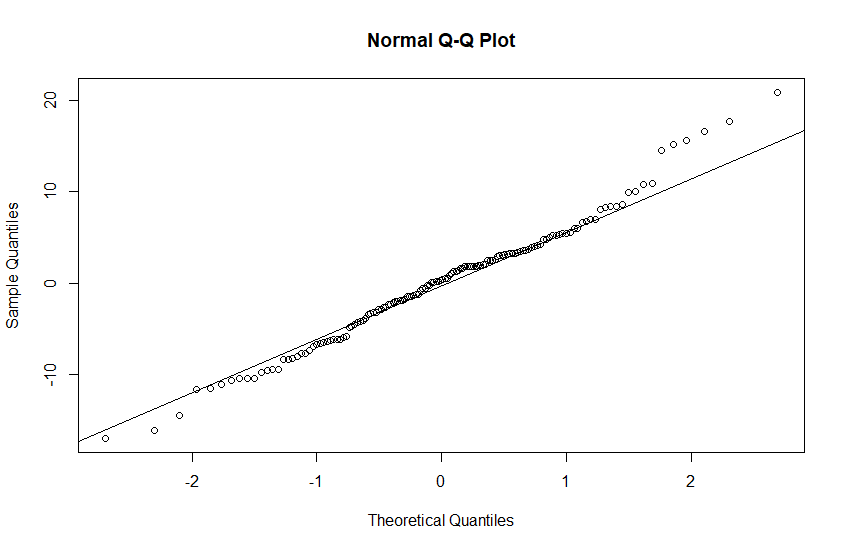 Normal Q-Q Plot
20
10
0
-10
Sample Quantiles
-2 -1 0 1 2
Theoretical Quantiles